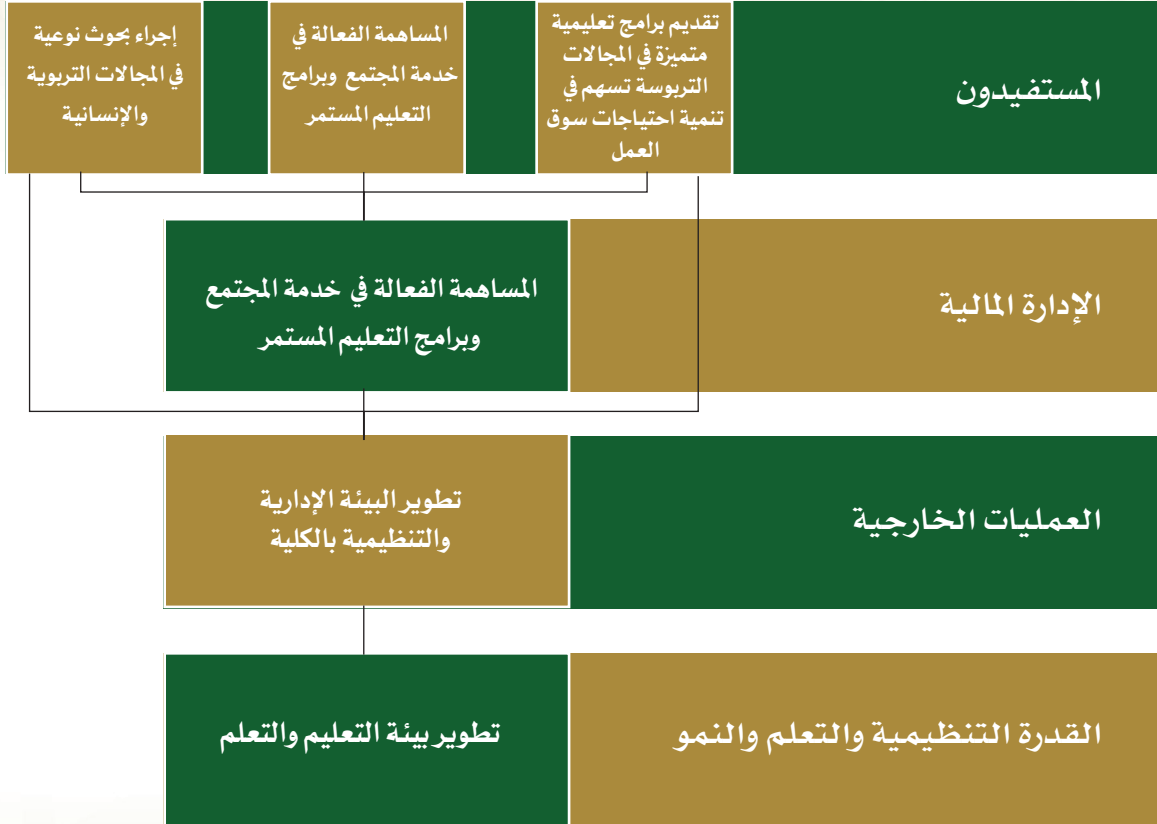 المستفيدون
تقديم برامج تعليمية
متميزة في المجالات
التربوسة تسهم في
تنمية احتياجات سوق
العمل
المساهمة الفعالة في
خدمة المجتمع وبرامج
التعليم المستمر
إجراء بحوث نوعية
في المجالات التربوية
والإنسانية
الإدارة المالية
المساهمة الفعالة في خدمة المجتمع
وبرامج التعليم المستمر
العمليات الخارجية
تطوير البيئة الإدارية
والتنظيمية بالكلية
القدرة التنظيمية والتعلم والنمو
تطوير بيئة التعليم والتعلم